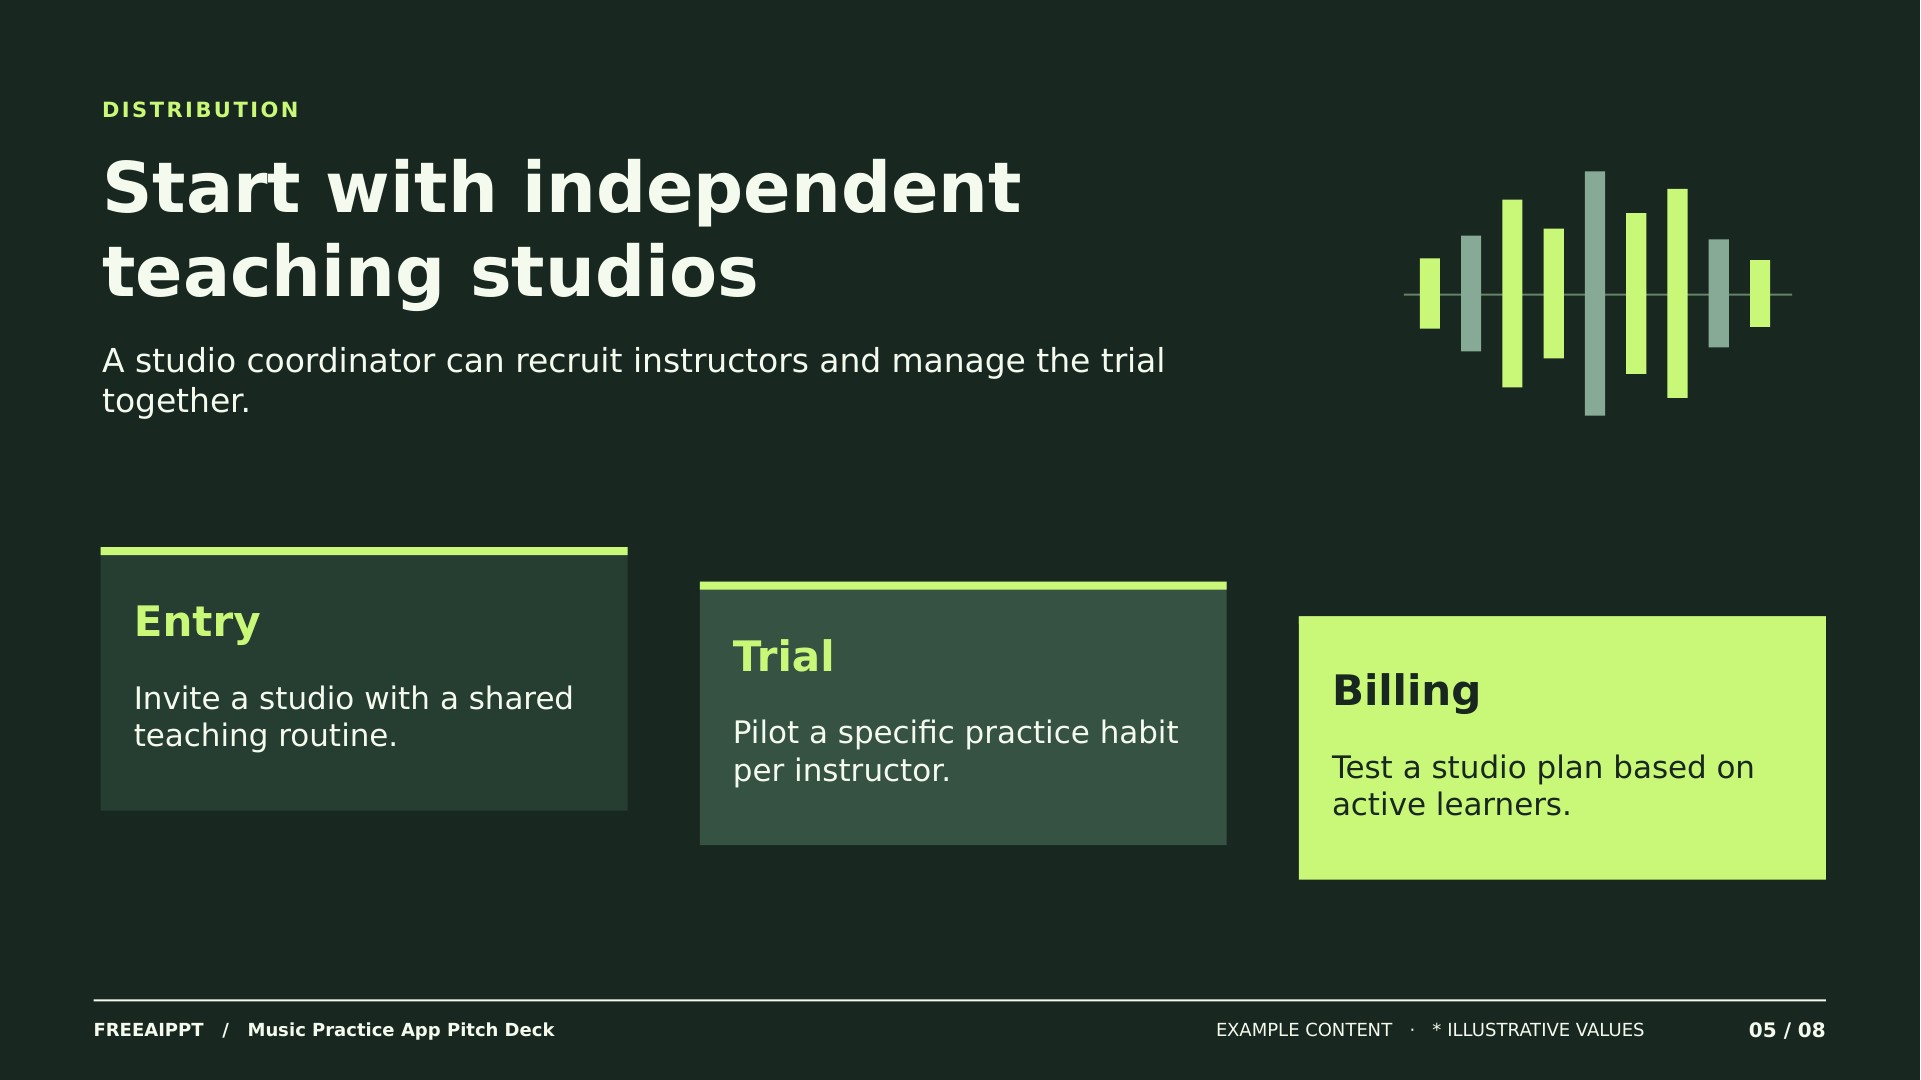 DISTRIBUTION
Start with independent
teaching studios
A studio coordinator can recruit instructors and manage the trial
together.
Entry
Invite a studio with a shared
teaching routine.
Trial
Pilot a specific practice habit
per instructor.
Billing
Test a studio plan based on
active learners.
FREEAIPPT / Music Practice App Pitch Deck
EXAMPLE CONTENT · * ILLUSTRATIVE VALUES
05 / 08